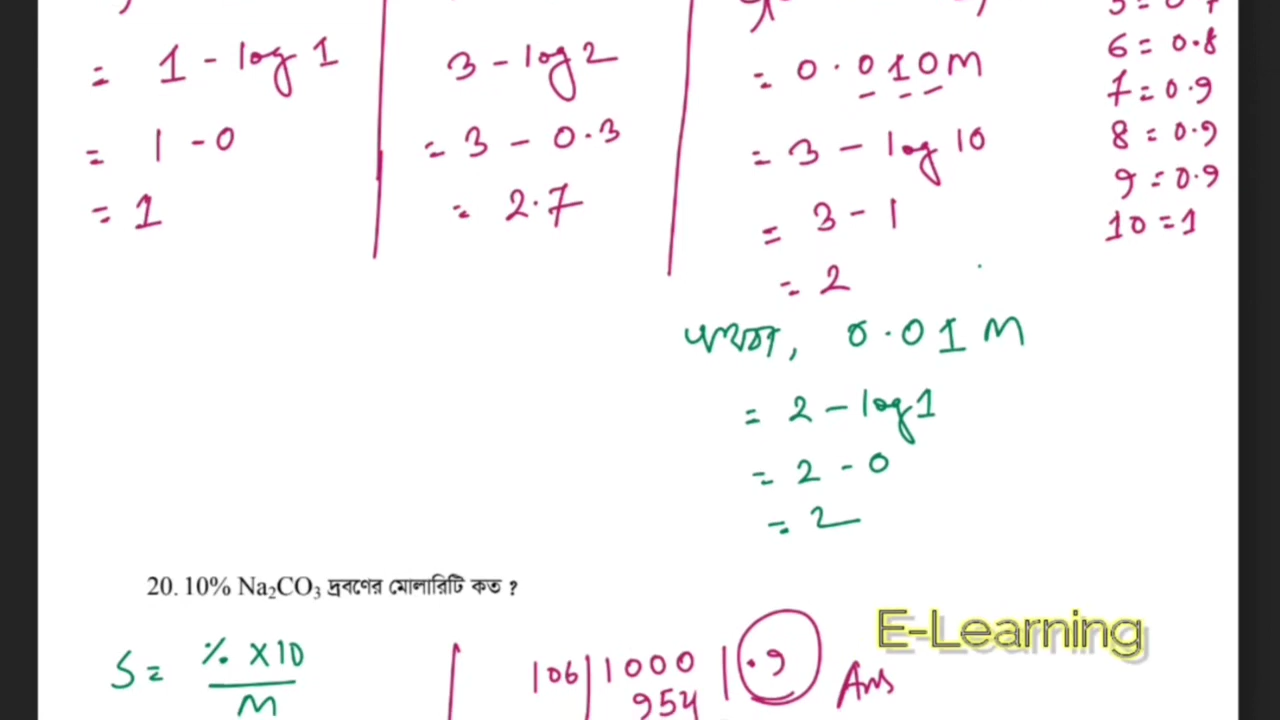 = 1 - log 1
= 1 - 0
= 1
3 - log 2
= 3 - 0.3
= 2.7
= 0.010 M
= 3 - log 10
= 3 - 1
= 2
অথবা, 0.01 M
= 2 - log 1
= 2 - 0
= 2
6 = 0.8
7 = 0.9
8 = 0.9
9 = 0.9
10 = 1
20. 10% Na₂CO₃ দ্রবণের মোলারিটি কত ?
S = % X 10
M
106 ) 1000 | .9 Ans
954
E-Learning